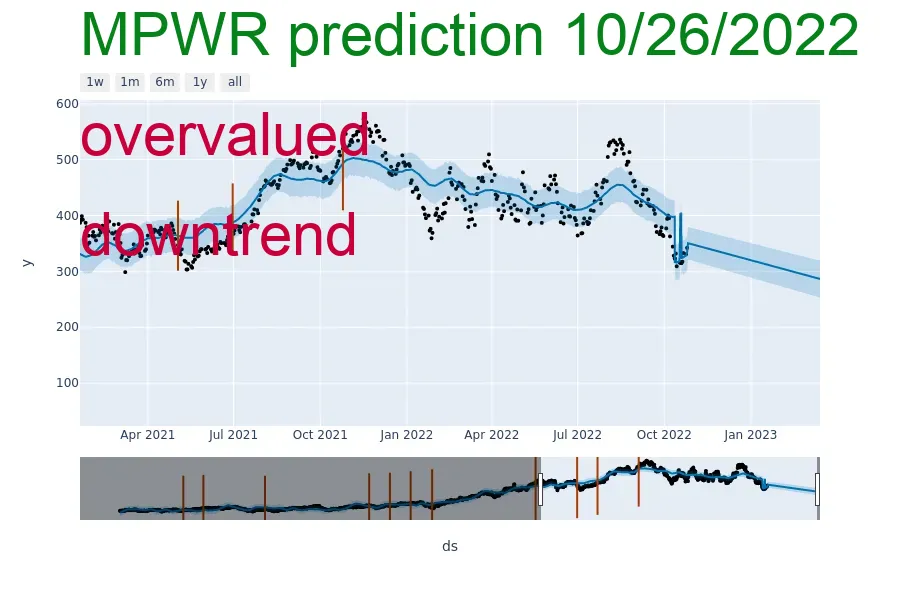 MPWR prediction 10/26/2022
1w 1m 6m 1y all
overvalued
downtrend
600
500
400
300
200
100
y
Apr 2021 Jul 2021 Oct 2021 Jan 2022 Apr 2022 Jul 2022 Oct 2022 Jan 2023
ds